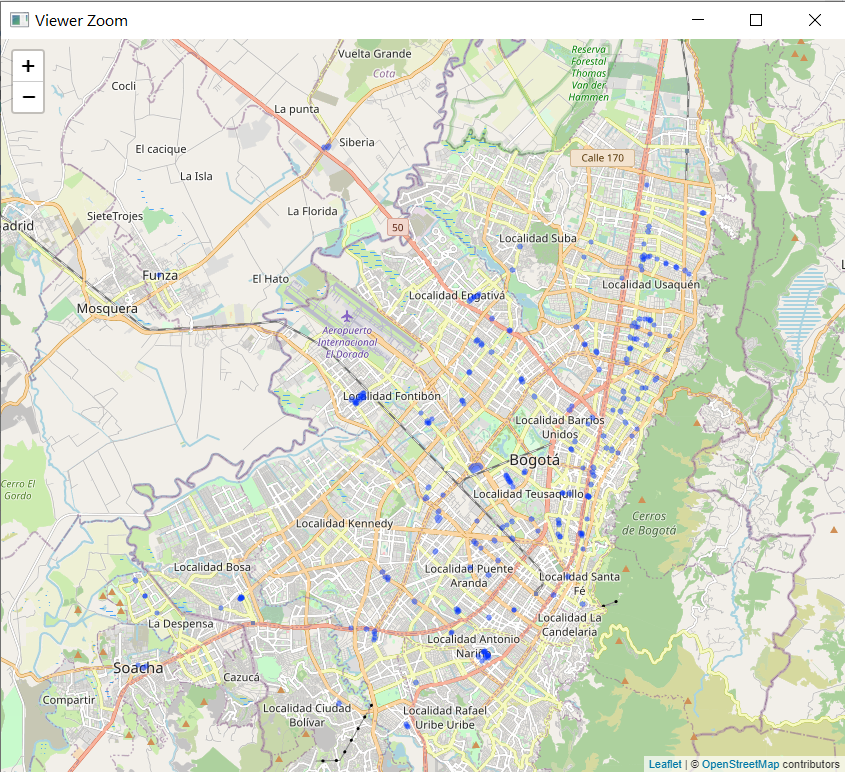 Viewer Zoom
+
−
Vuelta Grande
Cota
Reserva
Forestal
Thomas
Van der
Hammen
Cocli
La punta
Siberia
El cacique
Calle 170
La Isla
La Florida
SieteTrojes
adrid
50
Localidad Suba
Funza
El Hato
Localidad Usaquén
Localidad Engativá
Mosquera
Aeropuerto
Internacional
El Dorado
Localidad Fontibón
Localidad Barrios
Unidos
Bogotá
Cerro El
Gordo
Localidad Teusaquillo
Localidad Kennedy
Cerros
de Bogotá
Localidad Bosa
Localidad Puente
Aranda
Localidad Santa
Fé
La Despensa
Localidad La
Candelaria
Localidad Antonio
Nariño
Soacha
Cazucá
Compartir
Localidad Ciudad
Bolívar
Localidad Rafael
Uribe Uribe
Leaflet | © OpenStreetMap contributors